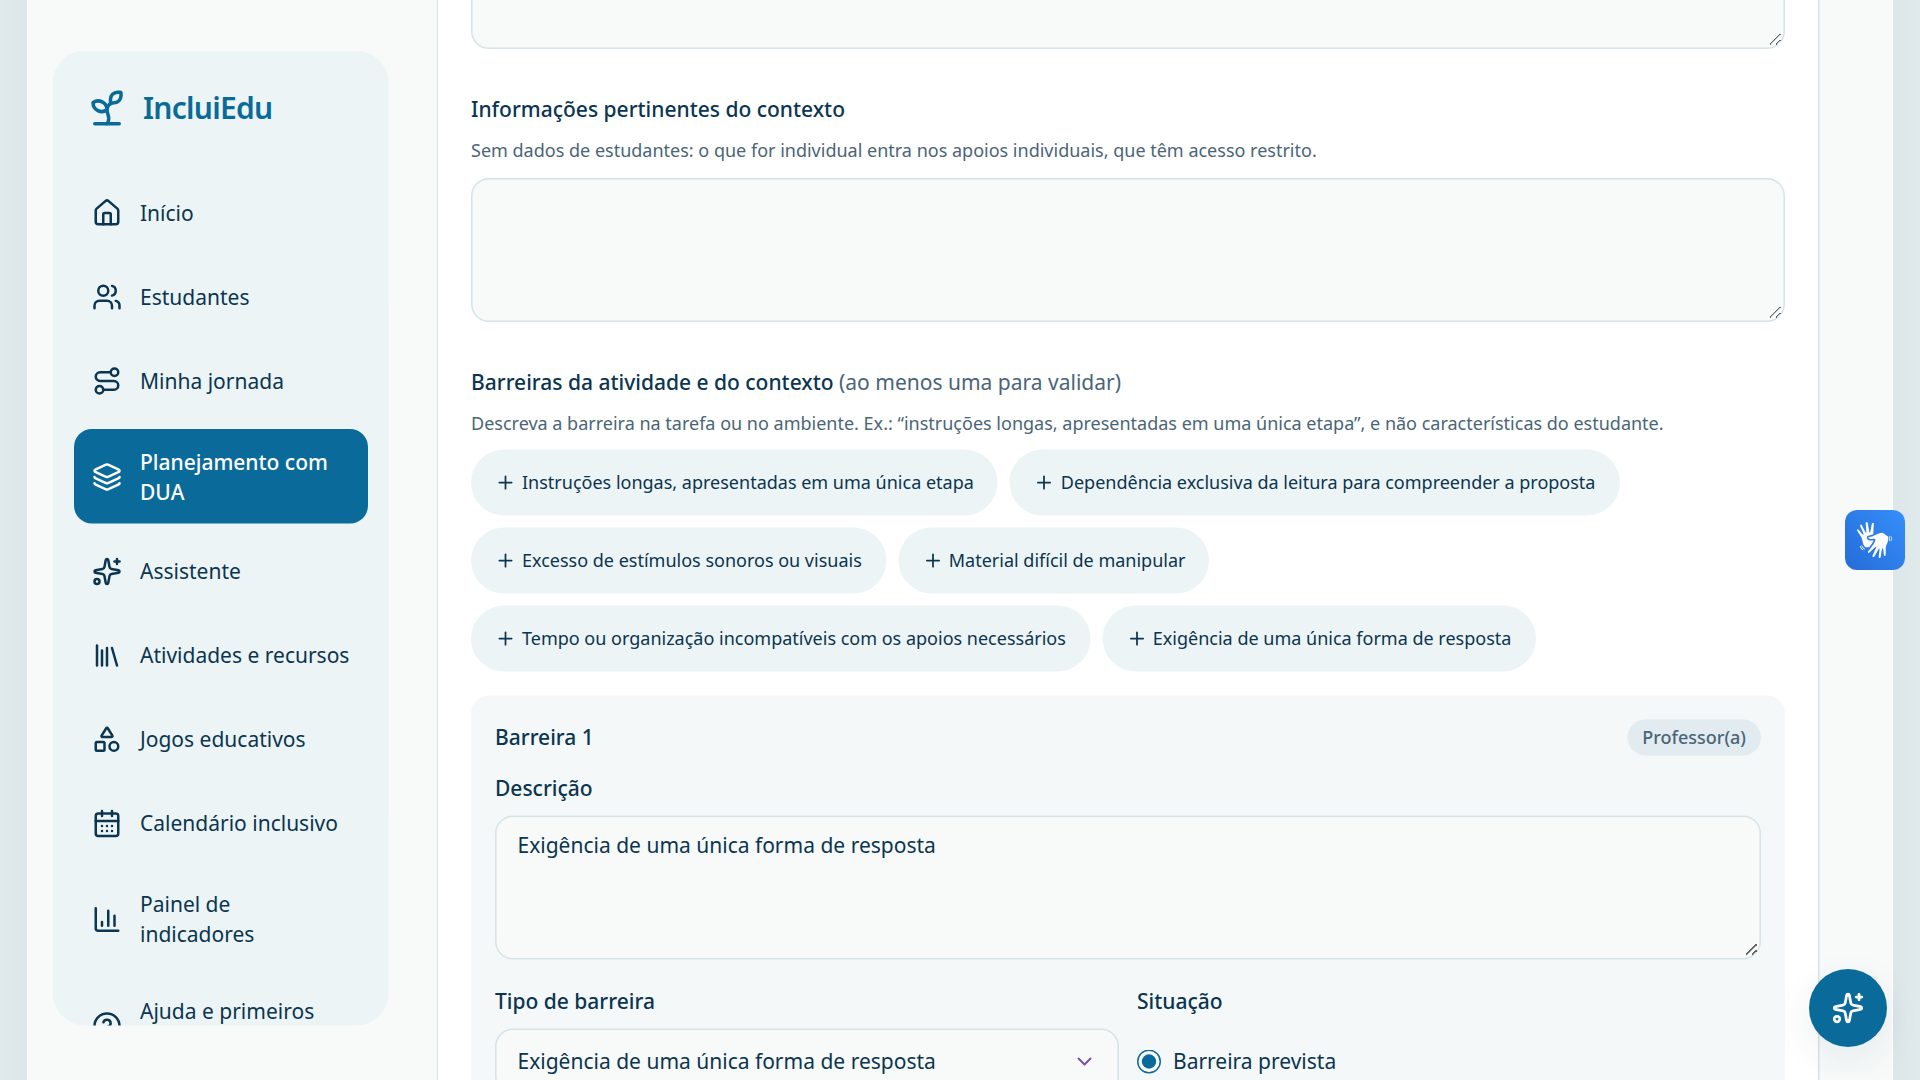 IncluiEdu
Início
Estudantes
Minha jornada
Planejamento com
DUA
Assistente
Atividades e recursos
Jogos educativos
Calendário inclusivo
Painel de
indicadores
Ajuda e primeiros
Informações pertinentes do contexto
Sem dados de estudantes: o que for individual entra nos apoios individuais, que têm acesso restrito.
Barreiras da atividade e do contexto (ao menos uma para validar)
Descreva a barreira na tarefa ou no ambiente. Ex.: “instruções longas, apresentadas em uma única etapa”, e não características do estudante.
Instruções longas, apresentadas em uma única etapa
Dependência exclusiva da leitura para compreender a proposta
Excesso de estímulos sonoros ou visuais
Material difícil de manipular
Tempo ou organização incompatíveis com os apoios necessários
Exigência de uma única forma de resposta
Barreira 1
Professor(a)
Descrição
Exigência de uma única forma de resposta
Tipo de barreira
Situação
Exigência de uma única forma de resposta
Barreira prevista